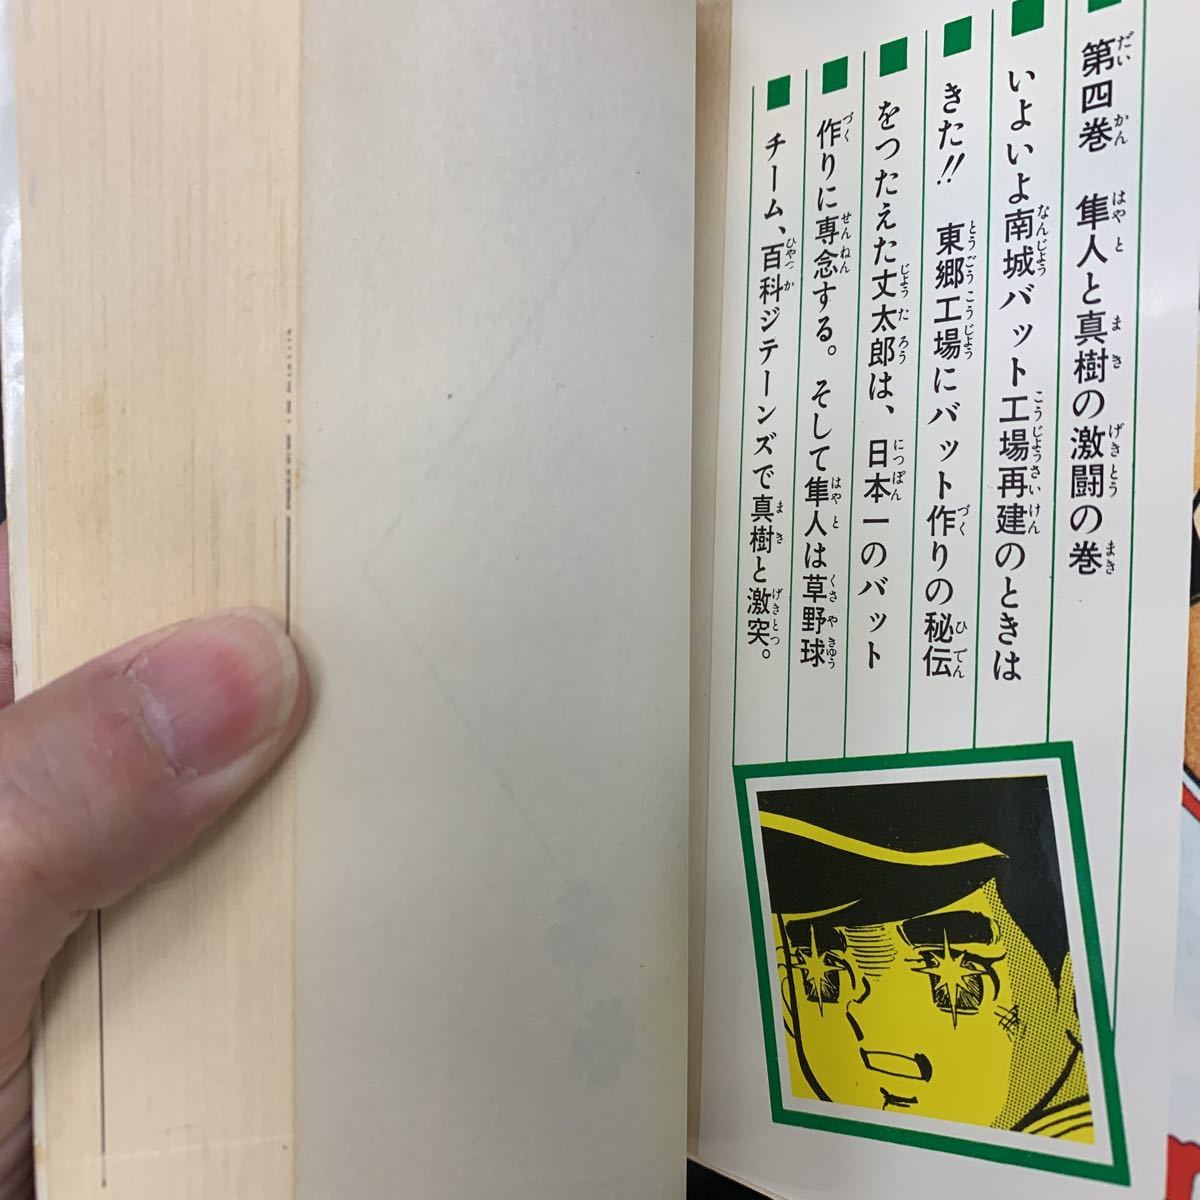 第四巻　隼人と真樹の激闘の巻
いよいよ南城バット工場再建のときは
きた!!　東郷工場にバット作りの秘伝
をつたえた丈太郎は、日本一のバット
作りに専念する。そして隼人は草野球
チーム、百科ジテーンズで真樹と激突。